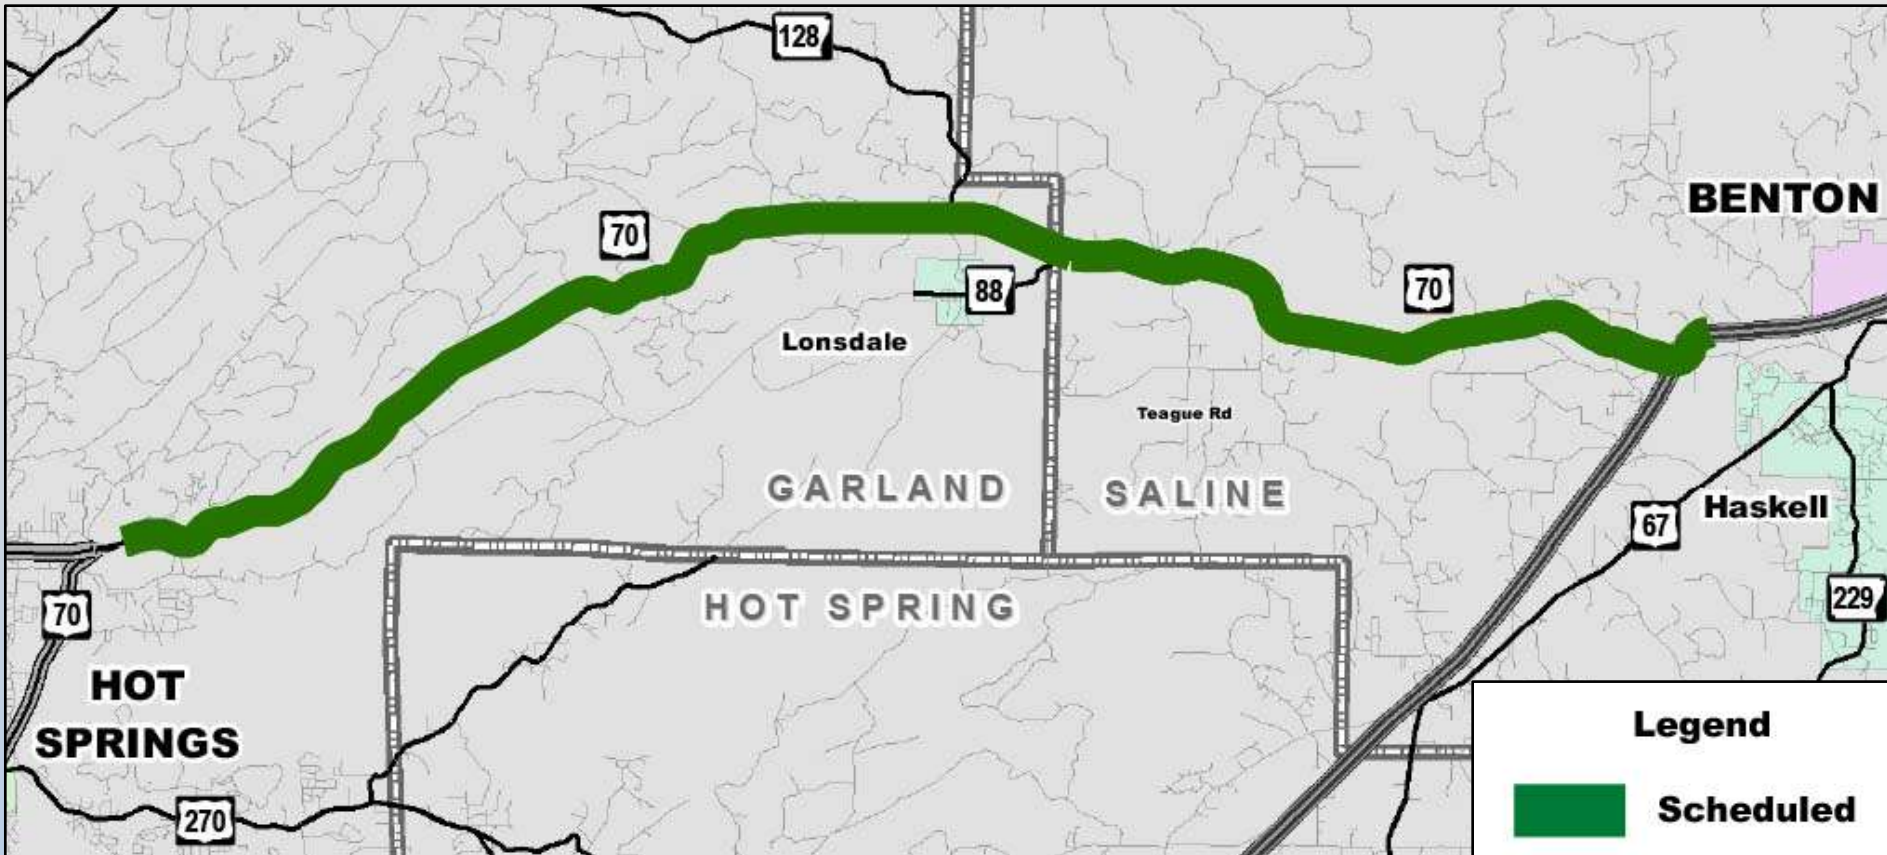 128
BENTON
70
70
88
Lonsdale
Teague Rd
GARLAND
SALINE
Haskell
67
HOT SPRING
229
70
HOT
SPRINGS
Legend
270
Scheduled